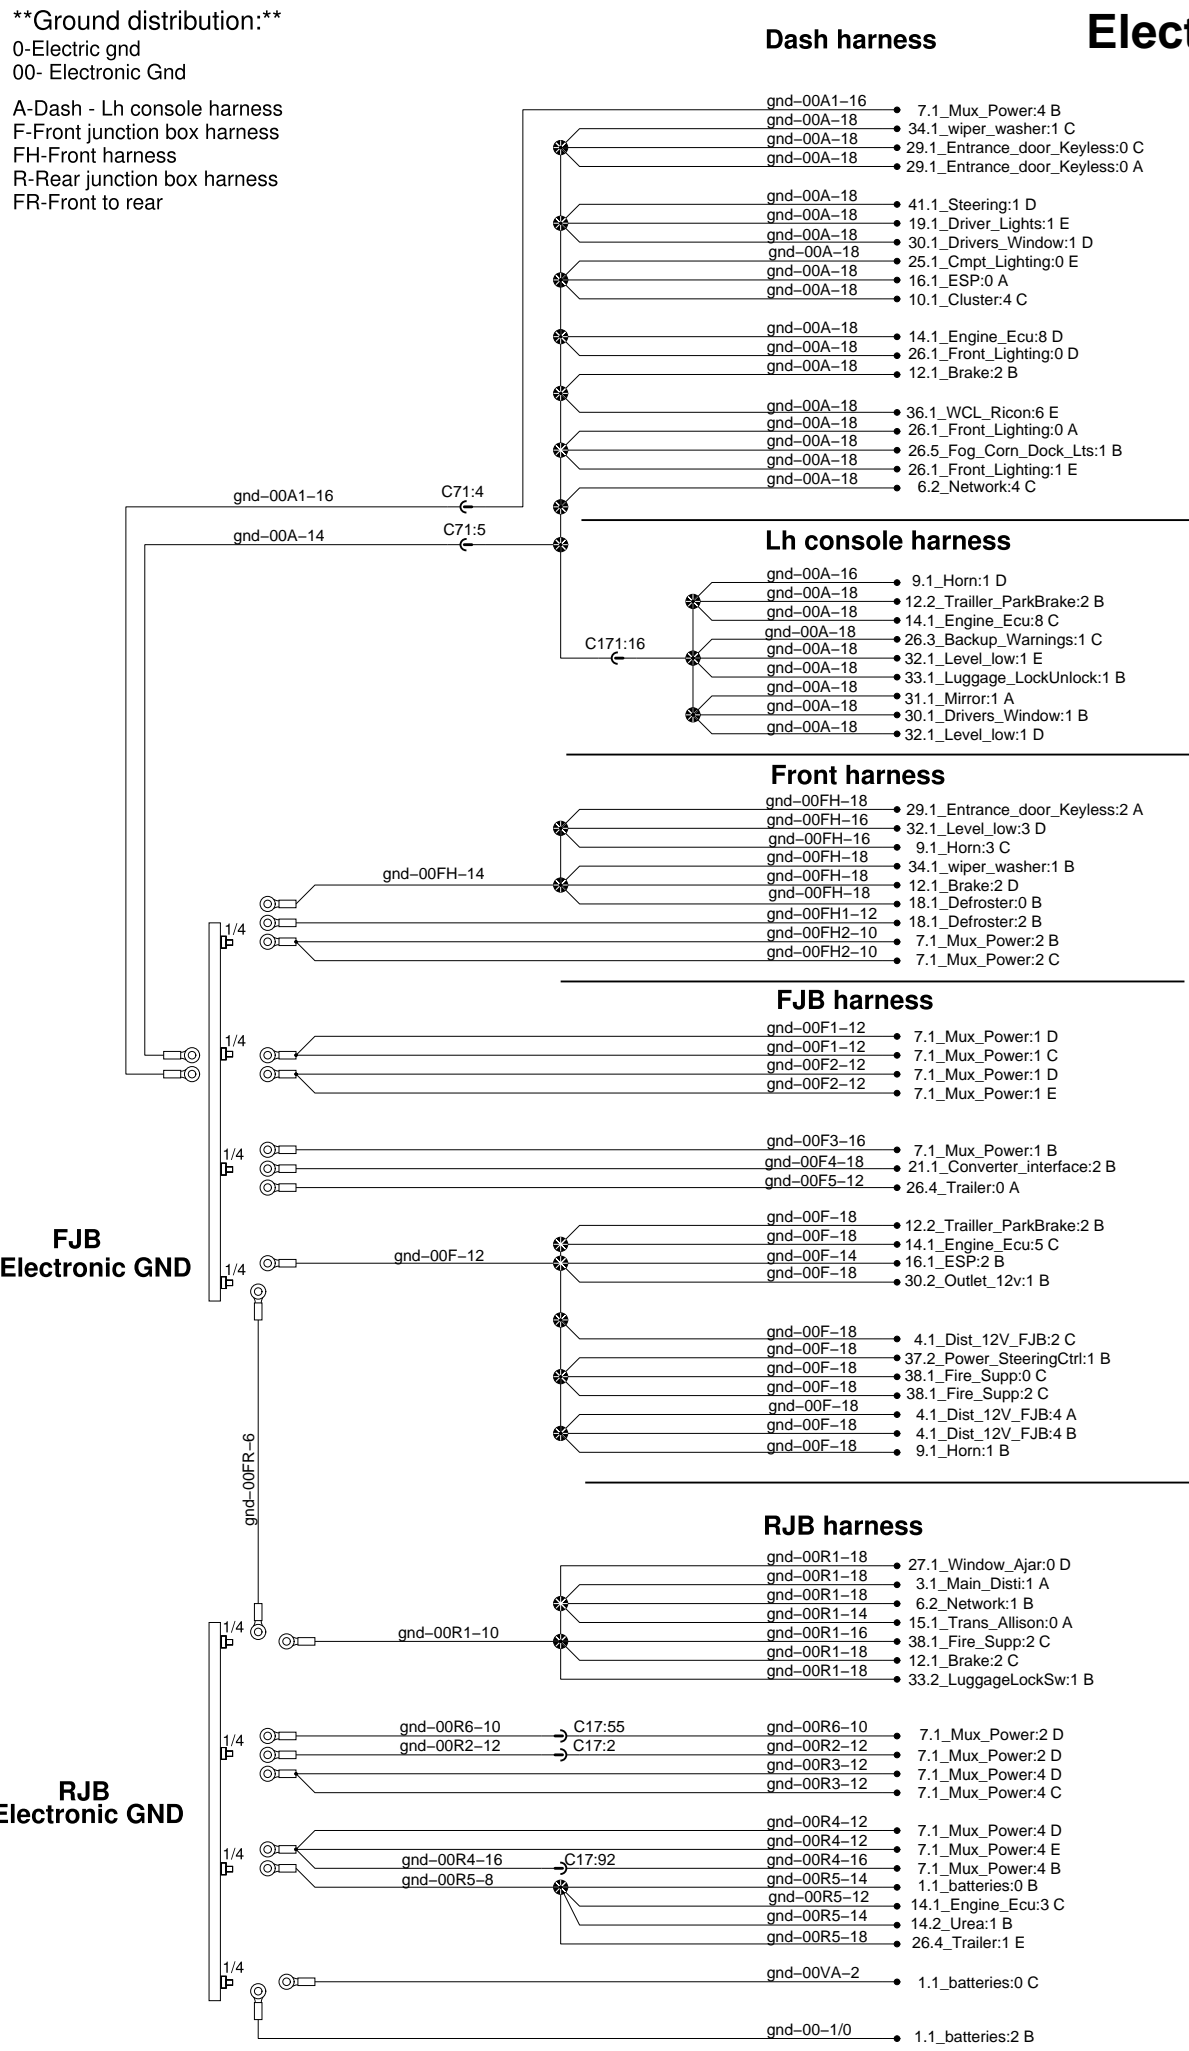 **Ground distribution:**
0-Electric gnd
00- Electronic Gnd
A-Dash - Lh console harness
F-Front junction box harness
FH-Front harness
R-Rear junction box harness
FR-Front to rear
Elect
Dash harness
gnd-00A1-16 7.1_Mux_Power:4 B
gnd-00A-18 34.1_wiper_washer:1 C
gnd-00A-18 29.1_Entrance_door_Keyless:0 C
gnd-00A-18 29.1_Entrance_door_Keyless:0 A
gnd-00A-18 41.1_Steering:1 D
gnd-00A-18 19.1_Driver_Lights:1 E
gnd-00A-18 30.1_Drivers_Window:1 D
gnd-00A-18 25.1_Cmpt_Lighting:0 E
gnd-00A-18 16.1_ESP:0 A
gnd-00A-18 10.1_Cluster:4 C
gnd-00A-18 14.1_Engine_Ecu:8 D
gnd-00A-18 26.1_Front_Lighting:0 D
gnd-00A-18 12.1_Brake:2 B
gnd-00A-18 36.1_WCL_Ricon:6 E
gnd-00A-18 26.1_Front_Lighting:0 A
gnd-00A-18 26.5_Fog_Corn_Dock_Lts:1 B
gnd-00A-18 26.1_Front_Lighting:1 E
gnd-00A-18 6.2_Network:4 C
gnd-00A1-16 C71:4
gnd-00A-14 C71:5
Lh console harness
gnd-00A-16 9.1_Horn:1 D
gnd-00A-18 12.2_Trailler_ParkBrake:2 B
gnd-00A-18 14.1_Engine_Ecu:8 C
gnd-00A-18 26.3_Backup_Warnings:1 C
C171:16 gnd-00A-18 32.1_Level_low:1 E
gnd-00A-18 33.1_Luggage_LockUnlock:1 B
gnd-00A-18 31.1_Mirror:1 A
gnd-00A-18 30.1_Drivers_Window:1 B
gnd-00A-18 32.1_Level_low:1 D
Front harness
gnd-00FH-18 29.1_Entrance_door_Keyless:2 A
gnd-00FH-16 32.1_Level_low:3 D
gnd-00FH-16 9.1_Horn:3 C
gnd-00FH-18 34.1_wiper_washer:1 B
gnd-00FH-14 gnd-00FH-18 12.1_Brake:2 D
gnd-00FH-18 18.1_Defroster:0 B
gnd-00FH1-12 18.1_Defroster:2 B
1/4 gnd-00FH2-10 7.1_Mux_Power:2 B
gnd-00FH2-10 7.1_Mux_Power:2 C
FJB harness
gnd-00F1-12 7.1_Mux_Power:1 D
1/4 gnd-00F1-12 7.1_Mux_Power:1 C
gnd-00F2-12 7.1_Mux_Power:1 D
gnd-00F2-12 7.1_Mux_Power:1 E
gnd-00F3-16 7.1_Mux_Power:1 B
1/4 gnd-00F4-18 21.1_Converter_interface:2 B
gnd-00F5-12 26.4_Trailer:0 A
FJB
Electronic GND
gnd-00F-18 12.2_Trailler_ParkBrake:2 B
gnd-00F-18 14.1_Engine_Ecu:5 C
gnd-00F-12 gnd-00F-14 16.1_ESP:2 B
1/4 gnd-00F-18 30.2_Outlet_12v:1 B
gnd-00F-18 4.1_Dist_12V_FJB:2 C
gnd-00F-18 37.2_Power_SteeringCtrl:1 B
gnd-00F-18 38.1_Fire_Supp:0 C
gnd-00F-18 38.1_Fire_Supp:2 C
gnd-00F-18 4.1_Dist_12V_FJB:4 A
gnd-00F-18 4.1_Dist_12V_FJB:4 B
gnd-00F-18 9.1_Horn:1 B
gnd-00FR-6
RJB harness
gnd-00R1-18 27.1_Window_Ajar:0 D
gnd-00R1-18 3.1_Main_Disti:1 A
gnd-00R1-18 6.2_Network:1 B
gnd-00R1-14 15.1_Trans_Allison:0 A
1/4 gnd-00R1-10 gnd-00R1-16 38.1_Fire_Supp:2 C
gnd-00R1-18 12.1_Brake:2 C
gnd-00R1-18 33.2_LuggageLockSw:1 B
gnd-00R6-10 C17:55 gnd-00R6-10 7.1_Mux_Power:2 D
1/4 gnd-00R2-12 C17:2 gnd-00R2-12 7.1_Mux_Power:2 D
gnd-00R3-12 7.1_Mux_Power:4 D
gnd-00R3-12 7.1_Mux_Power:4 C
RJB
Electronic GND
gnd-00R4-12 7.1_Mux_Power:4 D
gnd-00R4-12 7.1_Mux_Power:4 E
1/4 gnd-00R4-16 C17:92 gnd-00R4-16 7.1_Mux_Power:4 B
gnd-00R5-8 gnd-00R5-14 1.1_batteries:0 B
gnd-00R5-12 14.1_Engine_Ecu:3 C
gnd-00R5-14 14.2_Urea:1 B
gnd-00R5-18 26.4_Trailer:1 E
1/4 gnd-00VA-2 1.1_batteries:0 C
gnd-00-1/0 1.1_batteries:2 B